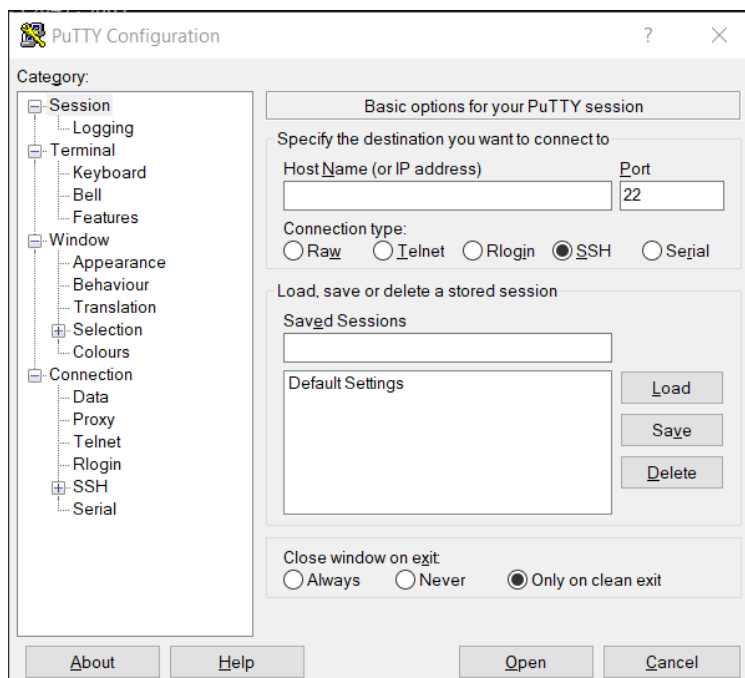 PuTTY Configuration
?
Category:
Session
Logging
Terminal
Keyboard
Bell
Features
Window
Appearance
Behaviour
Translation
Selection
Colours
Connection
Data
Proxy
Telnet
Rlogin
SSH
Serial
Basic options for your PuTTY session
Specify the destination you want to connect to
Host Name (or IP address) Port
22
Connection type:
Raw Telnet Rlogin SSH Serial
Load, save or delete a stored session
Saved Sessions
Default Settings
Load
Save
Delete
Close window on exit:
Always Never Only on clean exit
About Help Open Cancel